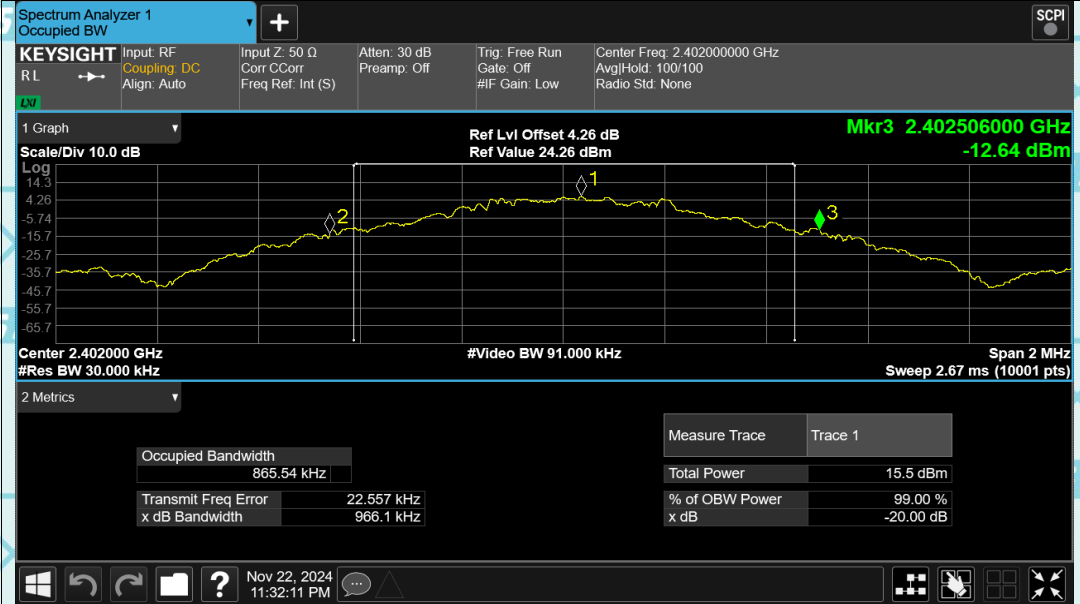 Spectrum Analyzer 1
Occupied BW
SCPI
KEYSIGHT
R L
LXI
Input: RF
Coupling: DC
Align: Auto
Input Z: 50 Ω
Corr CCorr
Freq Ref: Int (S)
Atten: 30 dB
Preamp: Off
Trig: Free Run
Gate: Off
#IF Gain: Low
Center Freq: 2.402000000 GHz
Avg|Hold: 100/100
Radio Std: None
1 Graph
Scale/Div 10.0 dB
Ref Lvl Offset 4.26 dB
Ref Value 24.26 dBm
Mkr3 2.402506000 GHz
-12.64 dBm
Log
14.3
4.26
-5.74
-15.7
-25.7
-35.7
-45.7
-55.7
-65.7
1
2
3
Center 2.402000 GHz
#Res BW 30.000 kHz
#Video BW 91.000 kHz
Span 2 MHz
Sweep 2.67 ms (10001 pts)
2 Metrics
Occupied Bandwidth
865.54 kHz
Transmit Freq Error 22.557 kHz
x dB Bandwidth 966.1 kHz
Measure Trace Trace 1
Total Power 15.5 dBm
% of OBW Power 99.00 %
x dB -20.00 dB
Nov 22, 2024
11:32:11 PM